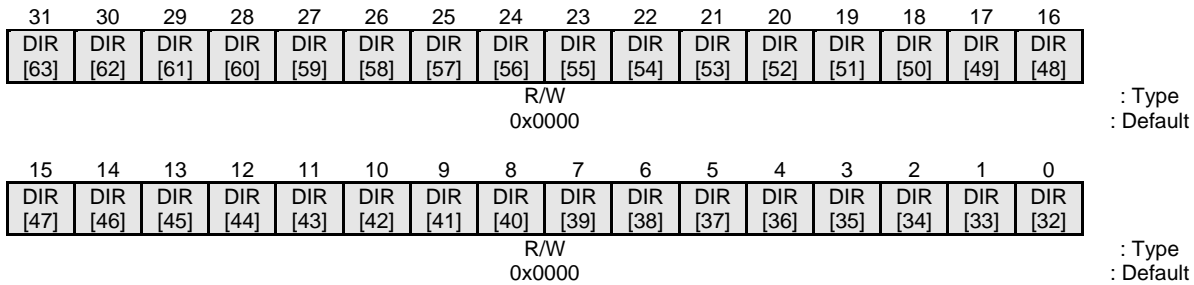 31 30 29 28 27 26 25 24 23 22 21 20 19 18 17 16
DIR DIR DIR DIR DIR DIR DIR DIR DIR DIR DIR DIR DIR DIR DIR DIR
[63] [62] [61] [60] [59] [58] [57] [56] [55] [54] [53] [52] [51] [50] [49] [48]
R/W : Type
0x0000 : Default
15 14 13 12 11 10 9 8 7 6 5 4 3 2 1 0
DIR DIR DIR DIR DIR DIR DIR DIR DIR DIR DIR DIR DIR DIR DIR DIR
[47] [46] [45] [44] [43] [42] [41] [40] [39] [38] [37] [36] [35] [34] [33] [32]
R/W : Type
0x0000 : Default